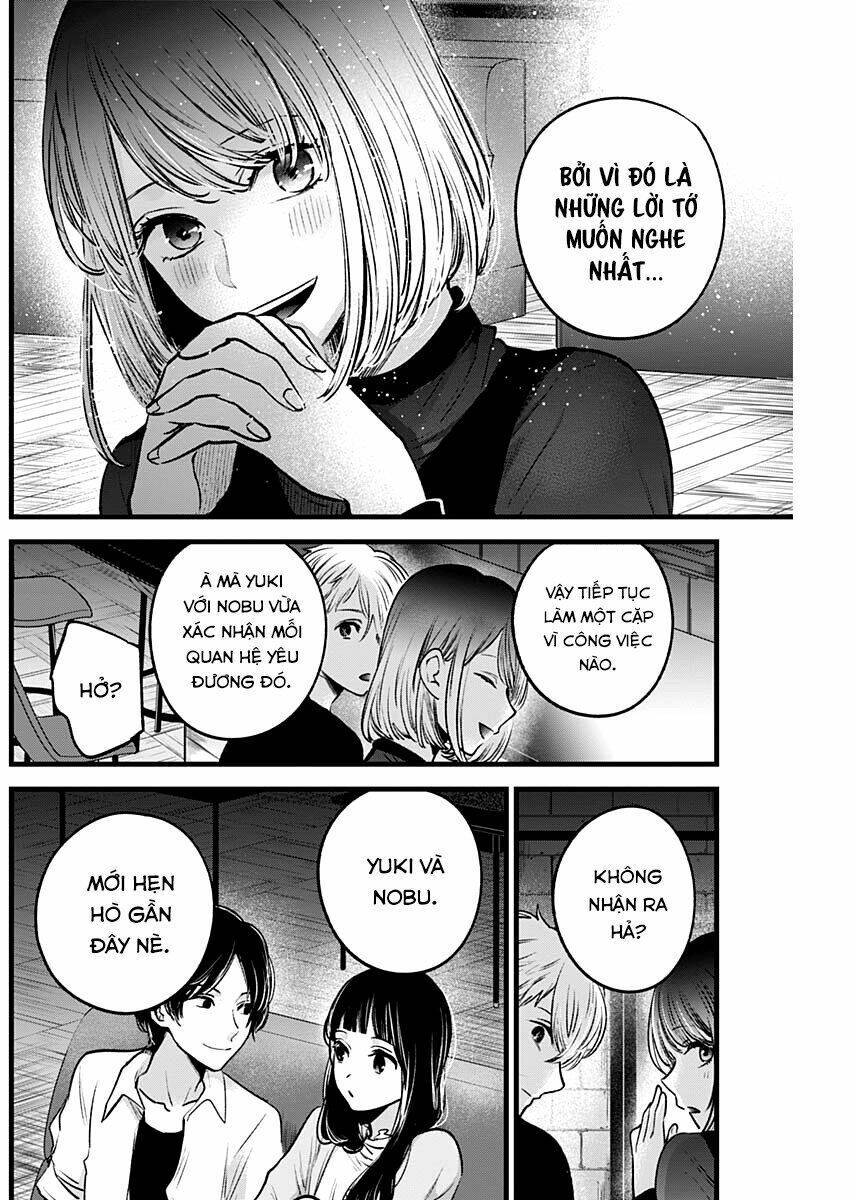 BỞI VÌ ĐÓ LÀ
NHỮNG LỜI TỚ
MUỐN NGHE
NHẤT...
VẬY TIẾP TỤC
LÀM MỘT CẶP
VÌ CÔNG VIỆC
NÀO.
À MÀ YUKI
VỚI NOBU VỪA
XÁC NHẬN MỐI
QUAN HỆ YÊU
ĐƯƠNG ĐÓ.
HỞ?
KHÔNG
NHẬN RA
HẢ?
YUKI VÀ
NOBU.
MỚI HẸN
HÒ GẦN
ĐÂY NÈ.